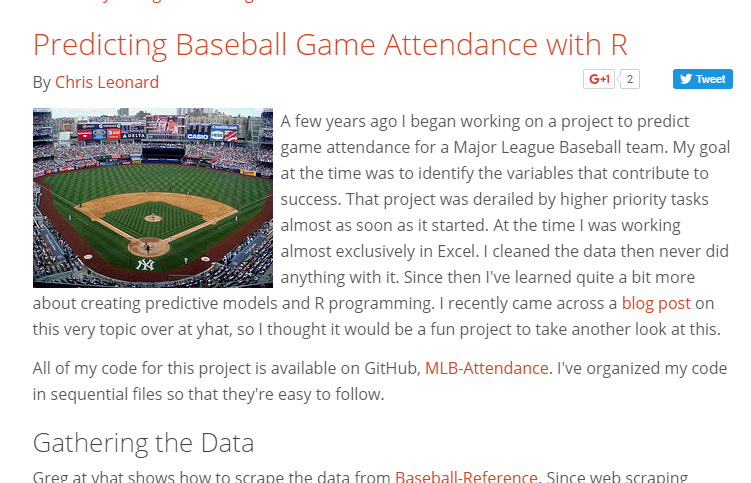 Predicting Baseball Game Attendance with R
By Chris Leonard
G+1 2 Tweet
A few years ago I began working on a project to predict
game attendance for a Major League Baseball team. My goal
at the time was to identify the variables that contribute to
success. That project was derailed by higher priority tasks
almost as soon as it started. At the time I was working
almost exclusively in Excel. I cleaned the data then never did
anything with it. Since then I've learned quite a bit more
about creating predictive models and R programming. I recently came across a blog post on
this very topic over at yhat, so I thought it would be a fun project to take another look at this.
All of my code for this project is available on GitHub, MLB-Attendance. I've organized my code
in sequential files so that they're easy to follow.
Gathering the Data
Greg at yhat shows how to scrape the data from Baseball-Reference. Since web scraping